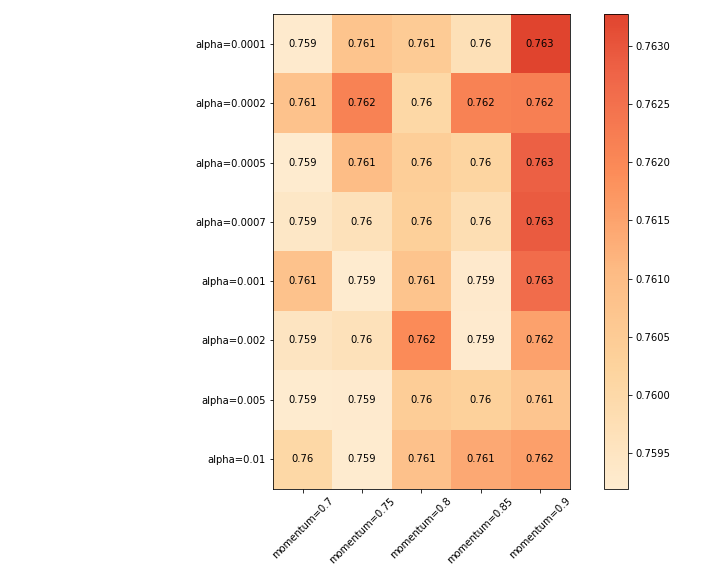 alpha=0.0001 0.759 0.761 0.761 0.76 0.763
alpha=0.0002 0.761 0.762 0.76 0.762 0.762
alpha=0.0005 0.759 0.761 0.76 0.76 0.763
alpha=0.0007 0.759 0.76 0.76 0.76 0.763
alpha=0.001 0.761 0.759 0.761 0.759 0.763
alpha=0.002 0.759 0.76 0.762 0.759 0.762
alpha=0.005 0.759 0.759 0.76 0.76 0.761
alpha=0.01 0.76 0.759 0.761 0.761 0.762
momentum=0.7 momentum=0.75 momentum=0.8 momentum=0.85 momentum=0.9
0.7630
0.7625
0.7620
0.7615
0.7610
0.7605
0.7600
0.7595